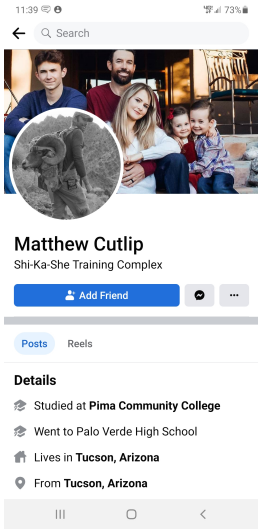 11:39 73%
Search
Matthew Cutlip
Shi-Ka-She Training Complex
Add Friend
Posts Reels
Details
Studied at Pima Community College
Went to Palo Verde High School
Lives in Tucson, Arizona
From Tucson, Arizona